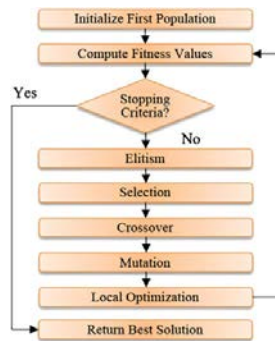 Initialize First Population
Compute Fitness Values
Stopping
Criteria?
Yes
No
Elitism
Selection
Crossover
Mutation
Local Optimization
Return Best Solution